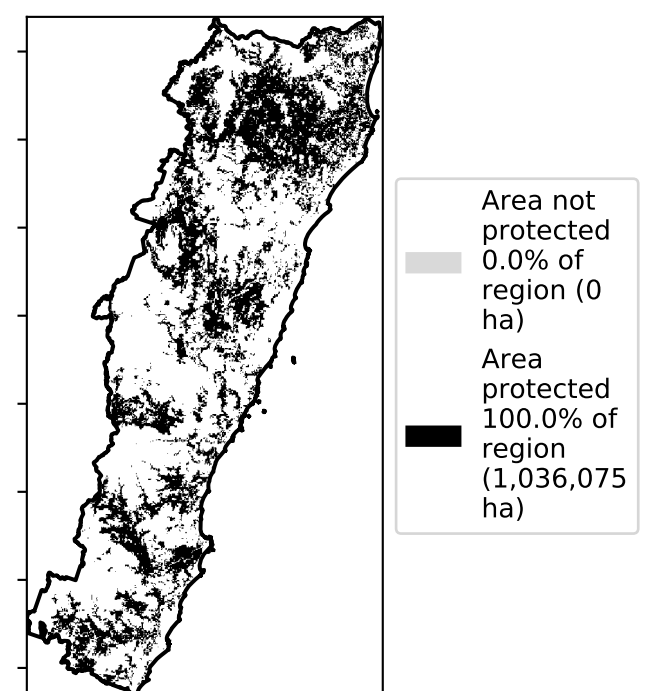 Area not
protected
0.0% of
region (0
ha)
Area
protected
100.0% of
region
(1,036,075
ha)